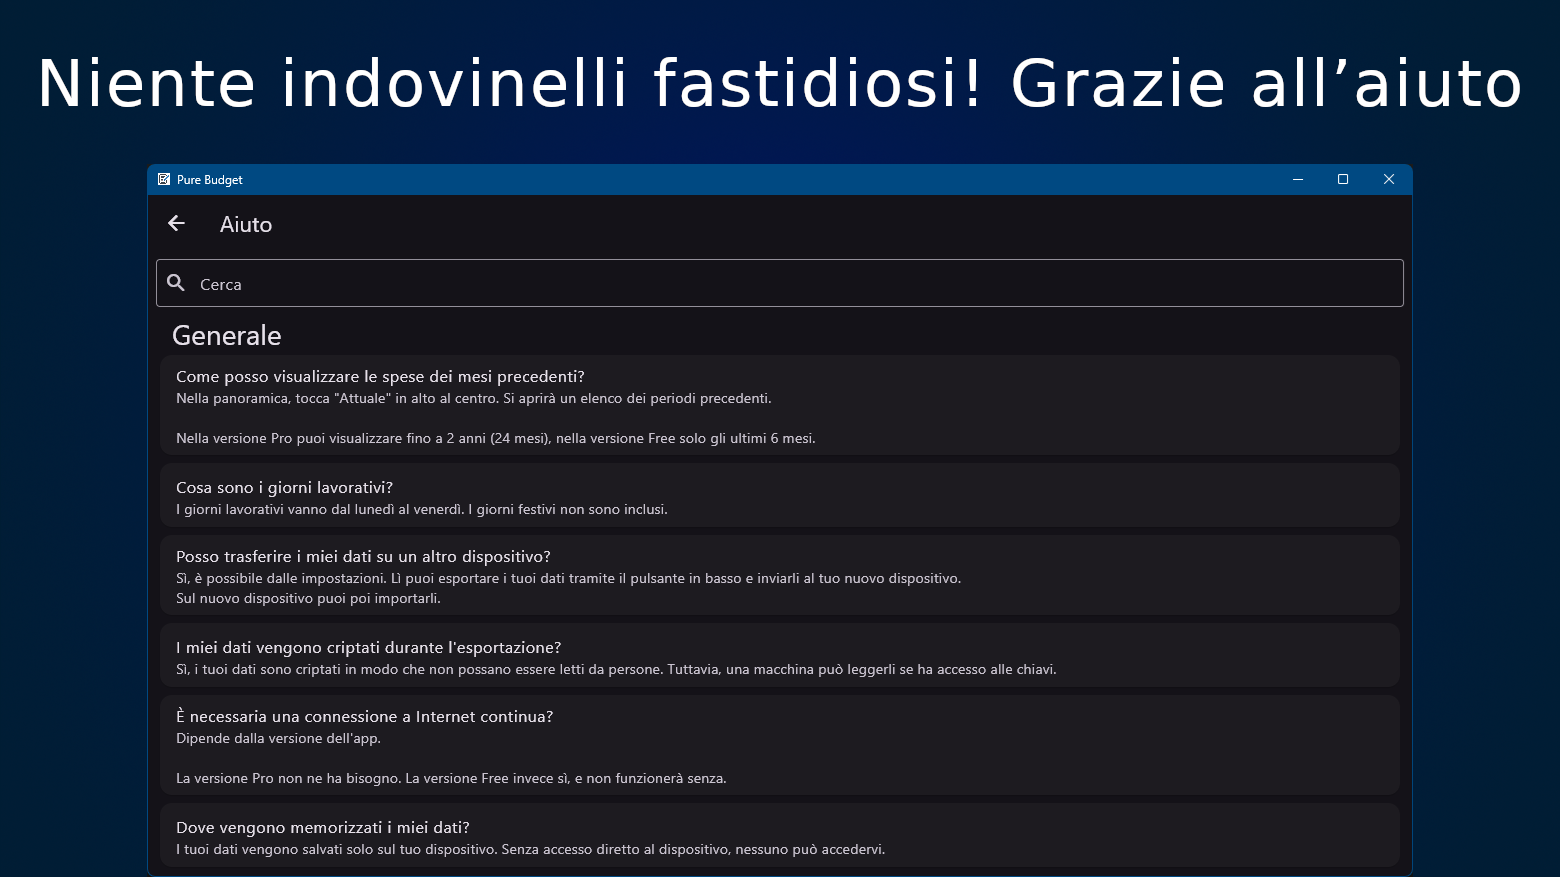 Niente indovinelli fastidiosi! Grazie all’aiuto
Pure Budget
Aiuto
Cerca
Generale
Come posso visualizzare le spese dei mesi precedenti?
Nella panoramica, tocca "Attuale" in alto al centro. Si aprirà un elenco dei periodi precedenti.
Nella versione Pro puoi visualizzare fino a 2 anni (24 mesi), nella versione Free solo gli ultimi 6 mesi.
Cosa sono i giorni lavorativi?
I giorni lavorativi vanno dal lunedì al venerdì. I giorni festivi non sono inclusi.
Posso trasferire i miei dati su un altro dispositivo?
Sì, è possibile dalle impostazioni. Lì puoi esportare i tuoi dati tramite il pulsante in basso e inviarli al tuo nuovo dispositivo.
Sul nuovo dispositivo puoi poi importarli.
I miei dati vengono criptati durante l'esportazione?
Sì, i tuoi dati sono criptati in modo che non possano essere letti da persone. Tuttavia, una macchina può leggerli se ha accesso alle chiavi.
È necessaria una connessione a Internet continua?
Dipende dalla versione dell'app.
La versione Pro non ne ha bisogno. La versione Free invece sì, e non funzionerà senza.
Dove vengono memorizzati i miei dati?
I tuoi dati vengono salvati solo sul tuo dispositivo. Senza accesso diretto al dispositivo, nessuno può accedervi.